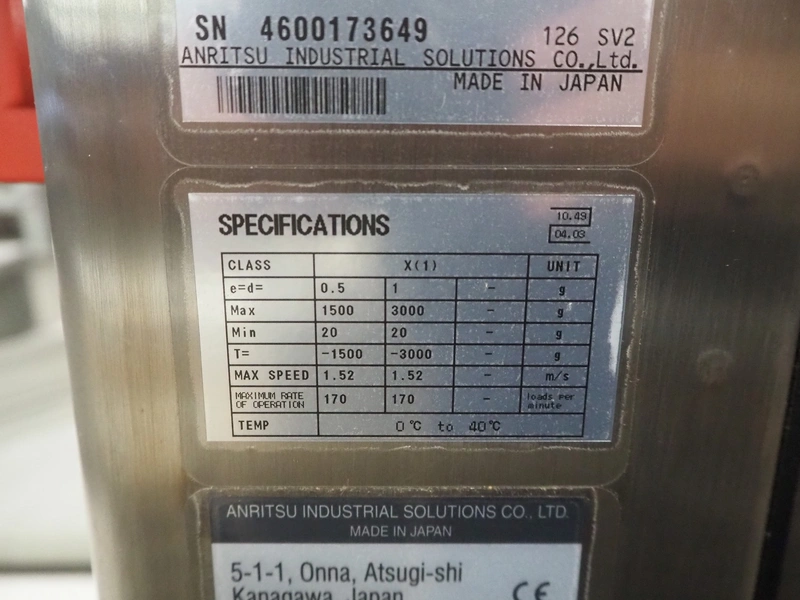 SN 4600173649
126 SV2
ANRITSU INDUSTRIAL SOLUTIONS CO.,Ltd.
MADE IN JAPAN
SPECIFICATIONS
10.49
04.03
CLASS X(1) UNIT
e=d= 0.5 1 - g
Max 1500 3000 - g
Min 20 20 - g
T= -1500 -3000 - g
MAX SPEED 1.52 1.52 - m/s
MAXIMUM RATE OF OPERATION 170 170 - loads per minute
TEMP 0℃ to 40℃
ANRITSU INDUSTRIAL SOLUTIONS CO., LTD.
MADE IN JAPAN
5-1-1, Onna, Atsugi-shi
Kanagawa, Japan
CE